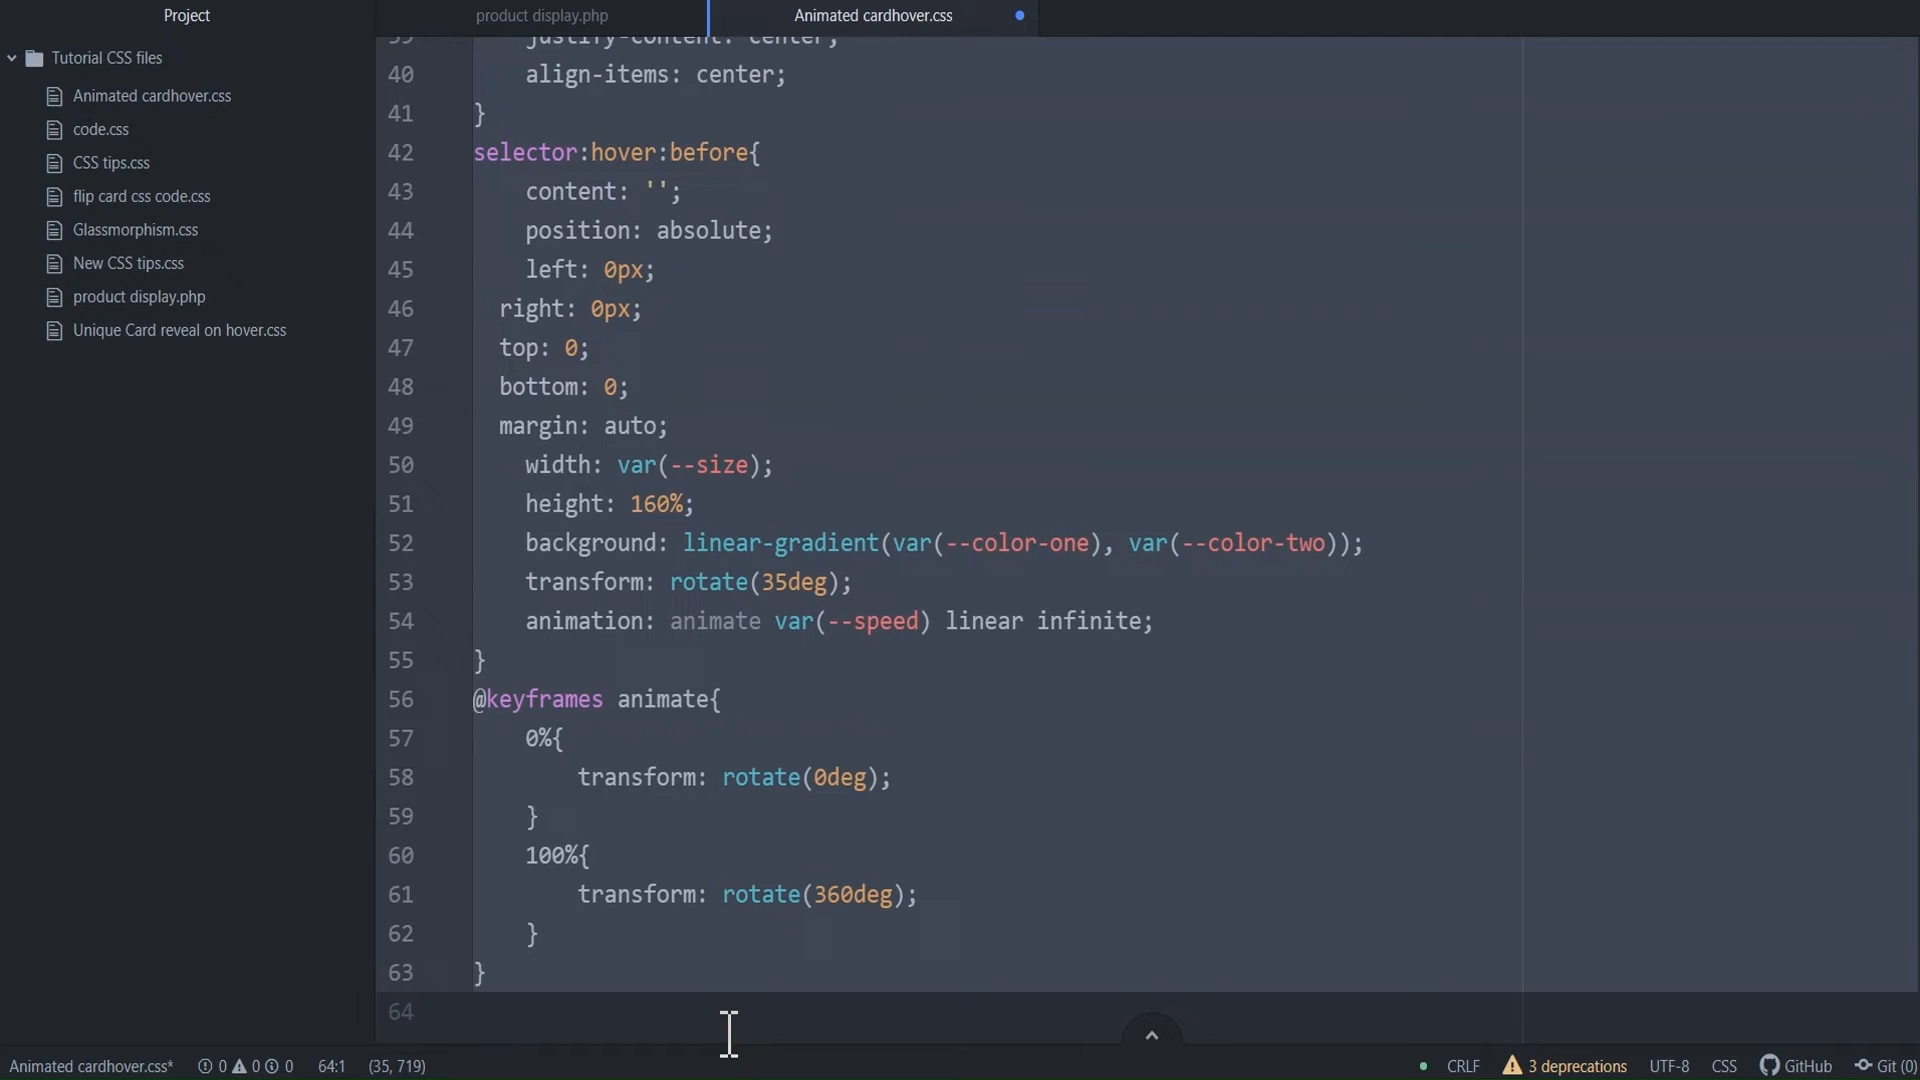 Project
product display.php
Animated cardhover.css
Tutorial CSS files
Animated cardhover.css
code.css
CSS tips.css
flip card css code.css
Glassmorphism.css
New CSS tips.css
product display.php
Unique Card reveal on hover.css
39 justify-content: center;
40 align-items: center;
41 }
42 selector:hover:before{
43 content: '';
44 position: absolute;
45 left: 0px;
46 right: 0px;
47 top: 0;
48 bottom: 0;
49 margin: auto;
50 width: var(--size);
51 height: 160%;
52 background: linear-gradient(var(--color-one), var(--color-two));
53 transform: rotate(35deg);
54 animation: animate var(--speed) linear infinite;
55 }
56 @keyframes animate{
57 0%{
58 transform: rotate(0deg);
59 }
60 100%{
61 transform: rotate(360deg);
62 }
63 }
64
Animated cardhover.css* 0 0 0 64:1 (35, 719) CRLF 3 deprecations UTF-8 CSS GitHub Git (0)